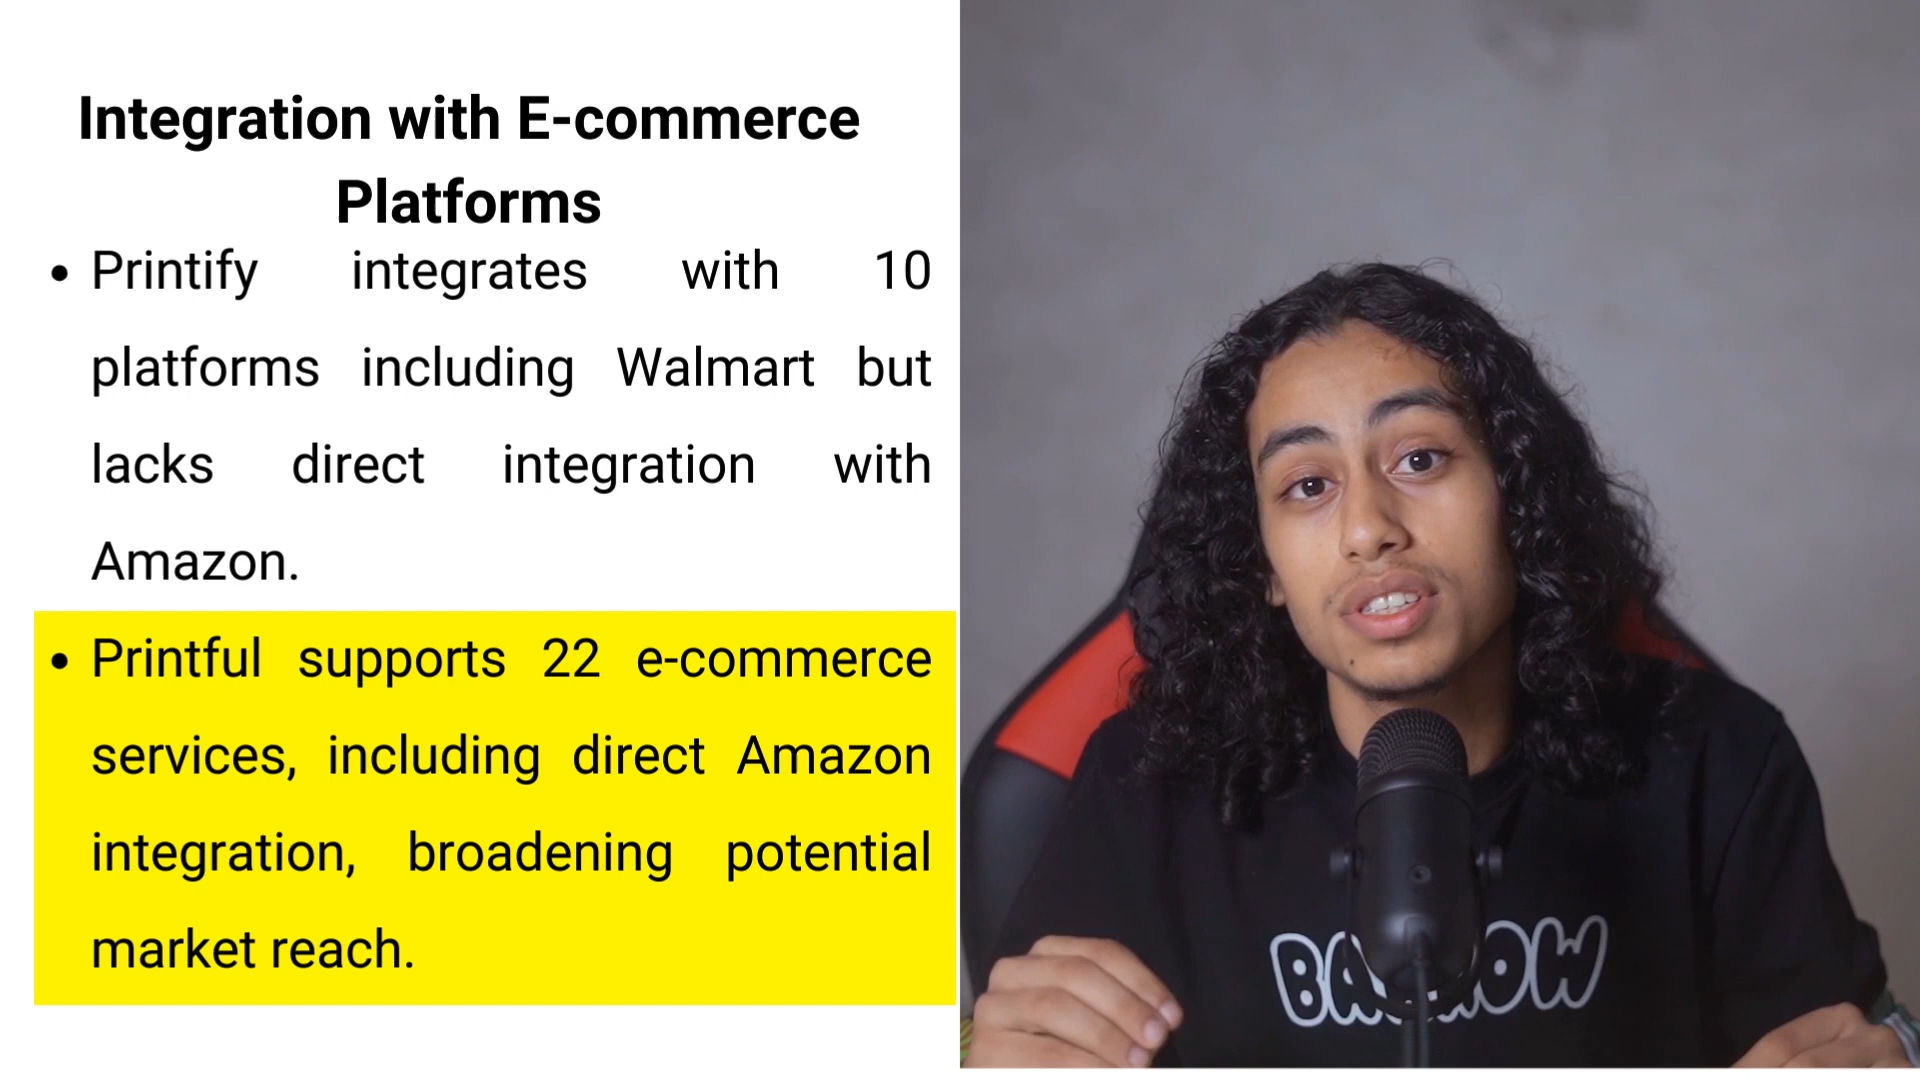 Integration with E-commerce
Platforms
• Printify integrates with 10
platforms including Walmart but
lacks direct integration with
Amazon.
• Printful supports 22 e-commerce
services, including direct Amazon
integration, broadening potential
market reach.